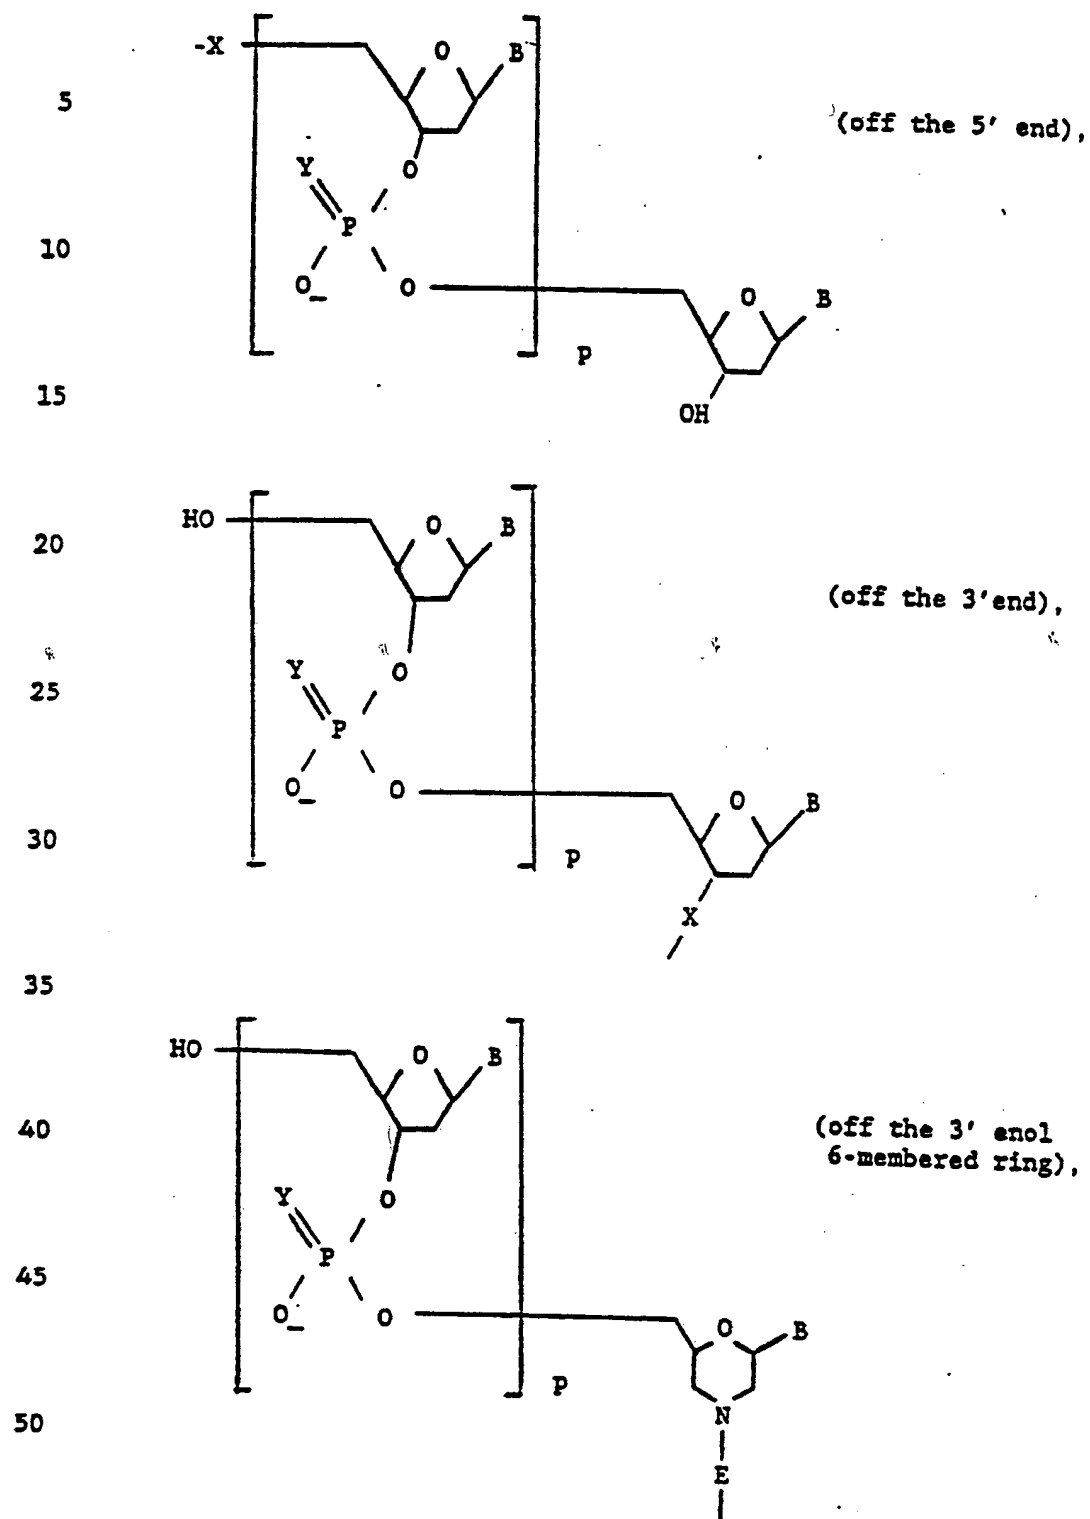 -X O B
5
(off the 5' end),
Y O
P
10
O- O
O B
p
15
OH
HO O B
20
(off the 3'end),
Y O
25
P
O- O
O B
30
p
X
35
HO O B
40
(off the 3' enol
6-membered ring),
Y O
P
45
O- O
O B
p
50
N
E